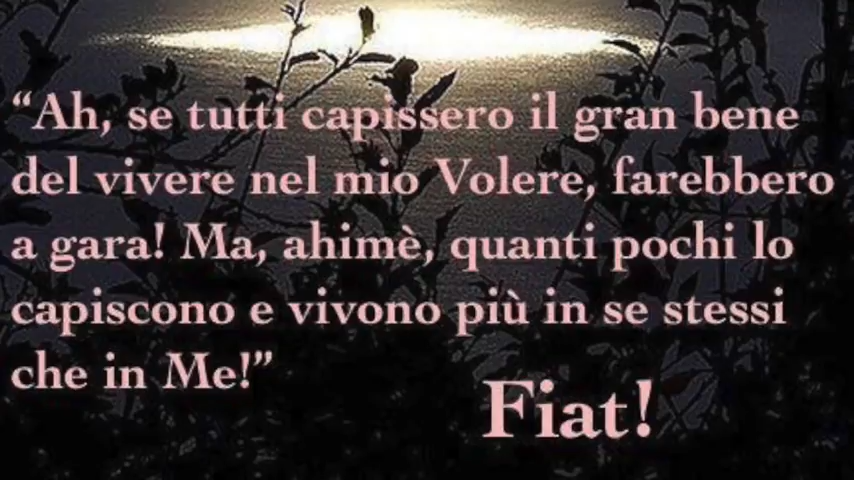 “Ah, se tutti capissero il gran bene
del vivere nel mio Volere, farebbero
a gara! Ma, ahimè, quanti pochi lo
capiscono e vivono più in se stessi
che in Me!”
Fiat!